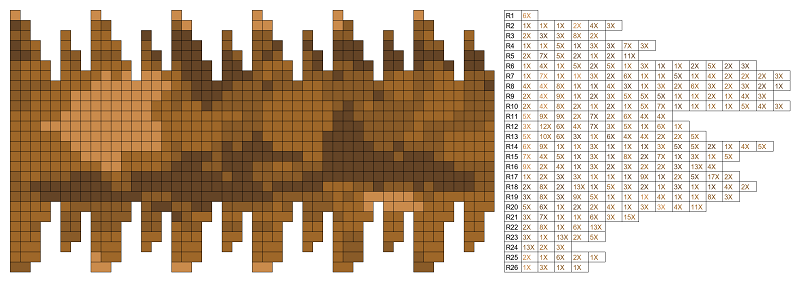 R1 6X
R2 1X 1X 1X 2X 4X 3X
R3 2X 3X 3X 8X 2X
R4 1X 1X 5X 1X 3X 3X 7X 3X
R5 2X 7X 5X 2X 1X 2X 11X
R6 1X 4X 1X 5X 2X 5X 1X 3X 1X 1X 2X 5X 2X 3X
R7 1X 7X 1X 1X 3X 2X 6X 1X 1X 5X 1X 4X 2X 2X 2X 3X
R8 4X 4X 8X 1X 1X 4X 3X 1X 3X 2X 6X 3X 2X 3X 2X 1X
R9 2X 4X 9X 1X 2X 3X 5X 5X 5X 1X 1X 2X 1X 4X 3X
R10 2X 4X 8X 2X 1X 2X 1X 5X 7X 1X 1X 1X 1X 5X 4X 3X
R11 5X 9X 9X 2X 7X 2X 6X 4X 4X
R12 3X 12X 6X 4X 7X 3X 5X 1X 6X 1X
R13 5X 10X 6X 3X 1X 6X 4X 4X 2X 2X 5X
R14 6X 9X 1X 1X 3X 1X 1X 1X 1X 3X 5X 5X 2X 1X 4X 5X
R15 7X 4X 5X 1X 3X 1X 8X 2X 7X 1X 3X 1X 5X
R16 9X 2X 4X 3X 3X 2X 3X 2X 2X 3X 13X 4X
R17 1X 2X 3X 3X 1X 1X 1X 9X 1X 2X 5X 17X 2X
R18 2X 8X 2X 13X 1X 5X 3X 2X 1X 3X 1X 1X 4X 2X
R19 3X 8X 3X 9X 5X 1X 1X 1X 4X 1X 1X 8X 3X
R20 5X 6X 1X 2X 2X 4X 1X 3X 3X 4X 11X
R21 3X 7X 1X 1X 6X 3X 15X
R22 2X 8X 1X 6X 13X
R23 3X 1X 13X 2X 5X
R24 13X 2X 3X
R25 2X 1X 6X 2X 1X
R26 1X 3X 1X 1X